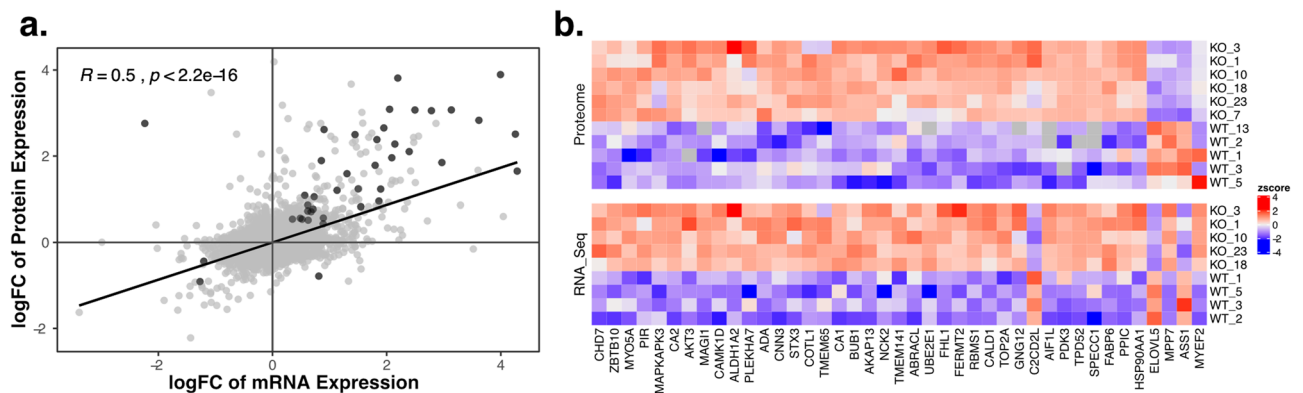 a.
R = 0.5 , p < 2.2e-16
4
2
0
-2
-2
0
2
4
logFC of Protein Expression
logFC of mRNA Expression
b.
Proteome
KO_3
KO_1
KO_10
KO_18
KO_23
KO_7
WT_13
WT_2
WT_1
WT_3
WT_5
RNA_Seq
KO_3
KO_1
KO_10
KO_23
KO_18
WT_1
WT_5
WT_3
WT_2
zscore
4
2
0
-2
-4
CHD7
ZBTB10
MYO5A
PIR
MAPKAPK3
CA2
AKT3
MAGI1
CAMK1D
ALDH1A2
PLEKHA7
ADA
CNN3
STX3
COTL1
TMEM65
CA1
BUB1
AKAP13
NCK2
TMEM141
ABRACL
UBE2E1
FHL1
FERMT2
RBMS1
CALD1
TOP2A
GNG12
C2CD2L
AIF1L
PDK3
TPD52
SPECC1
FABP6
PPIC
HSP90AA1
ELOVL5
MPP7
ASS1
MYEF2